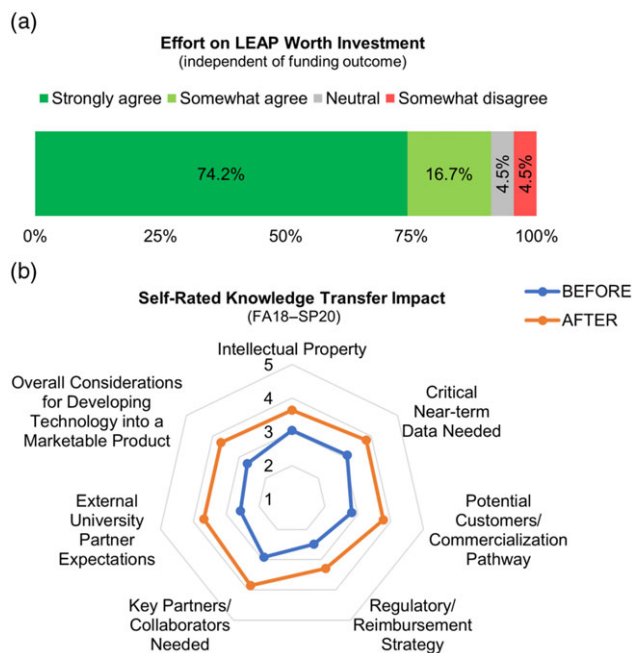 (a)
Effort on LEAP Worth Investment
(independent of funding outcome)
Strongly agree Somewhat agree Neutral Somewhat disagree
74.2% 16.7% 4.5% 4.5%
0% 25% 50% 75% 100%
(b)
Self-Rated Knowledge Transfer Impact
(FA18–SP20)
BEFORE
AFTER
Intellectual Property
5
4
3
2
1
Critical
Near-term
Data Needed
Potential
Customers/
Commercialization
Pathway
Regulatory/
Reimbursement
Strategy
Key Partners/
Collaborators
Needed
External
University
Partner
Expectations
Overall Considerations
for Developing
Technology into a
Marketable Product